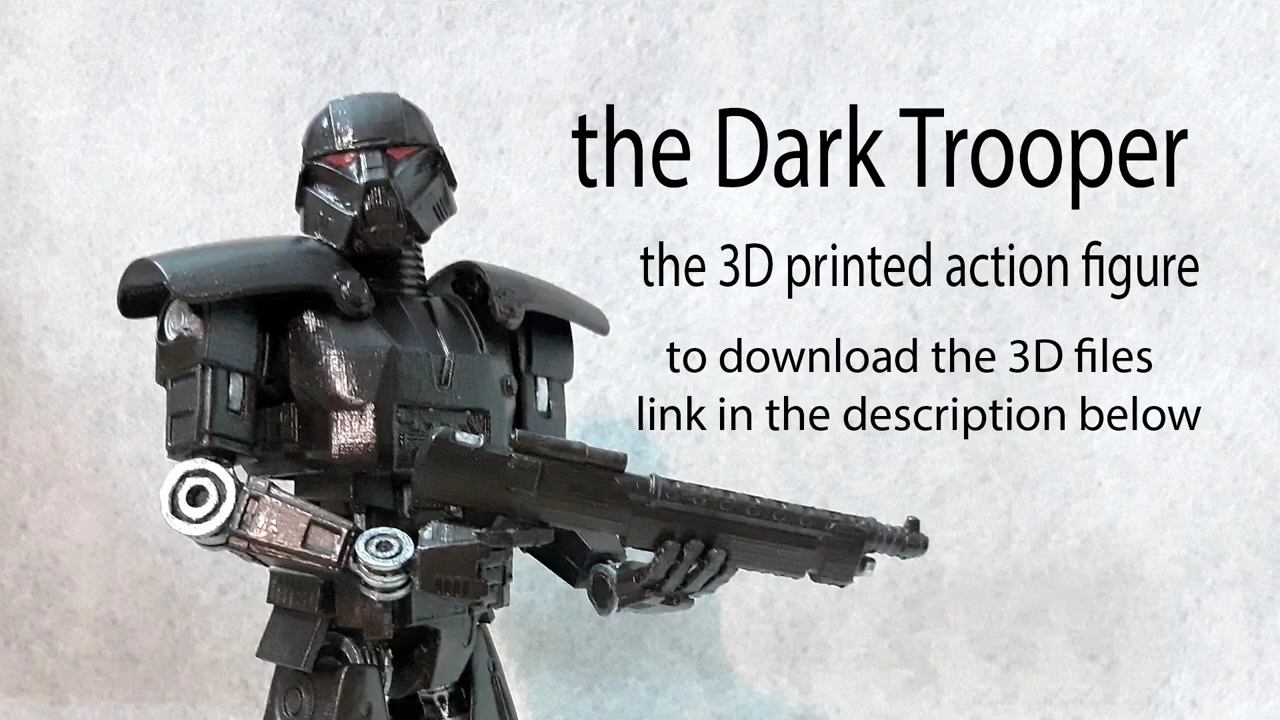 the Dark Trooper
the 3D printed action figure
to download the 3D files
link in the description below